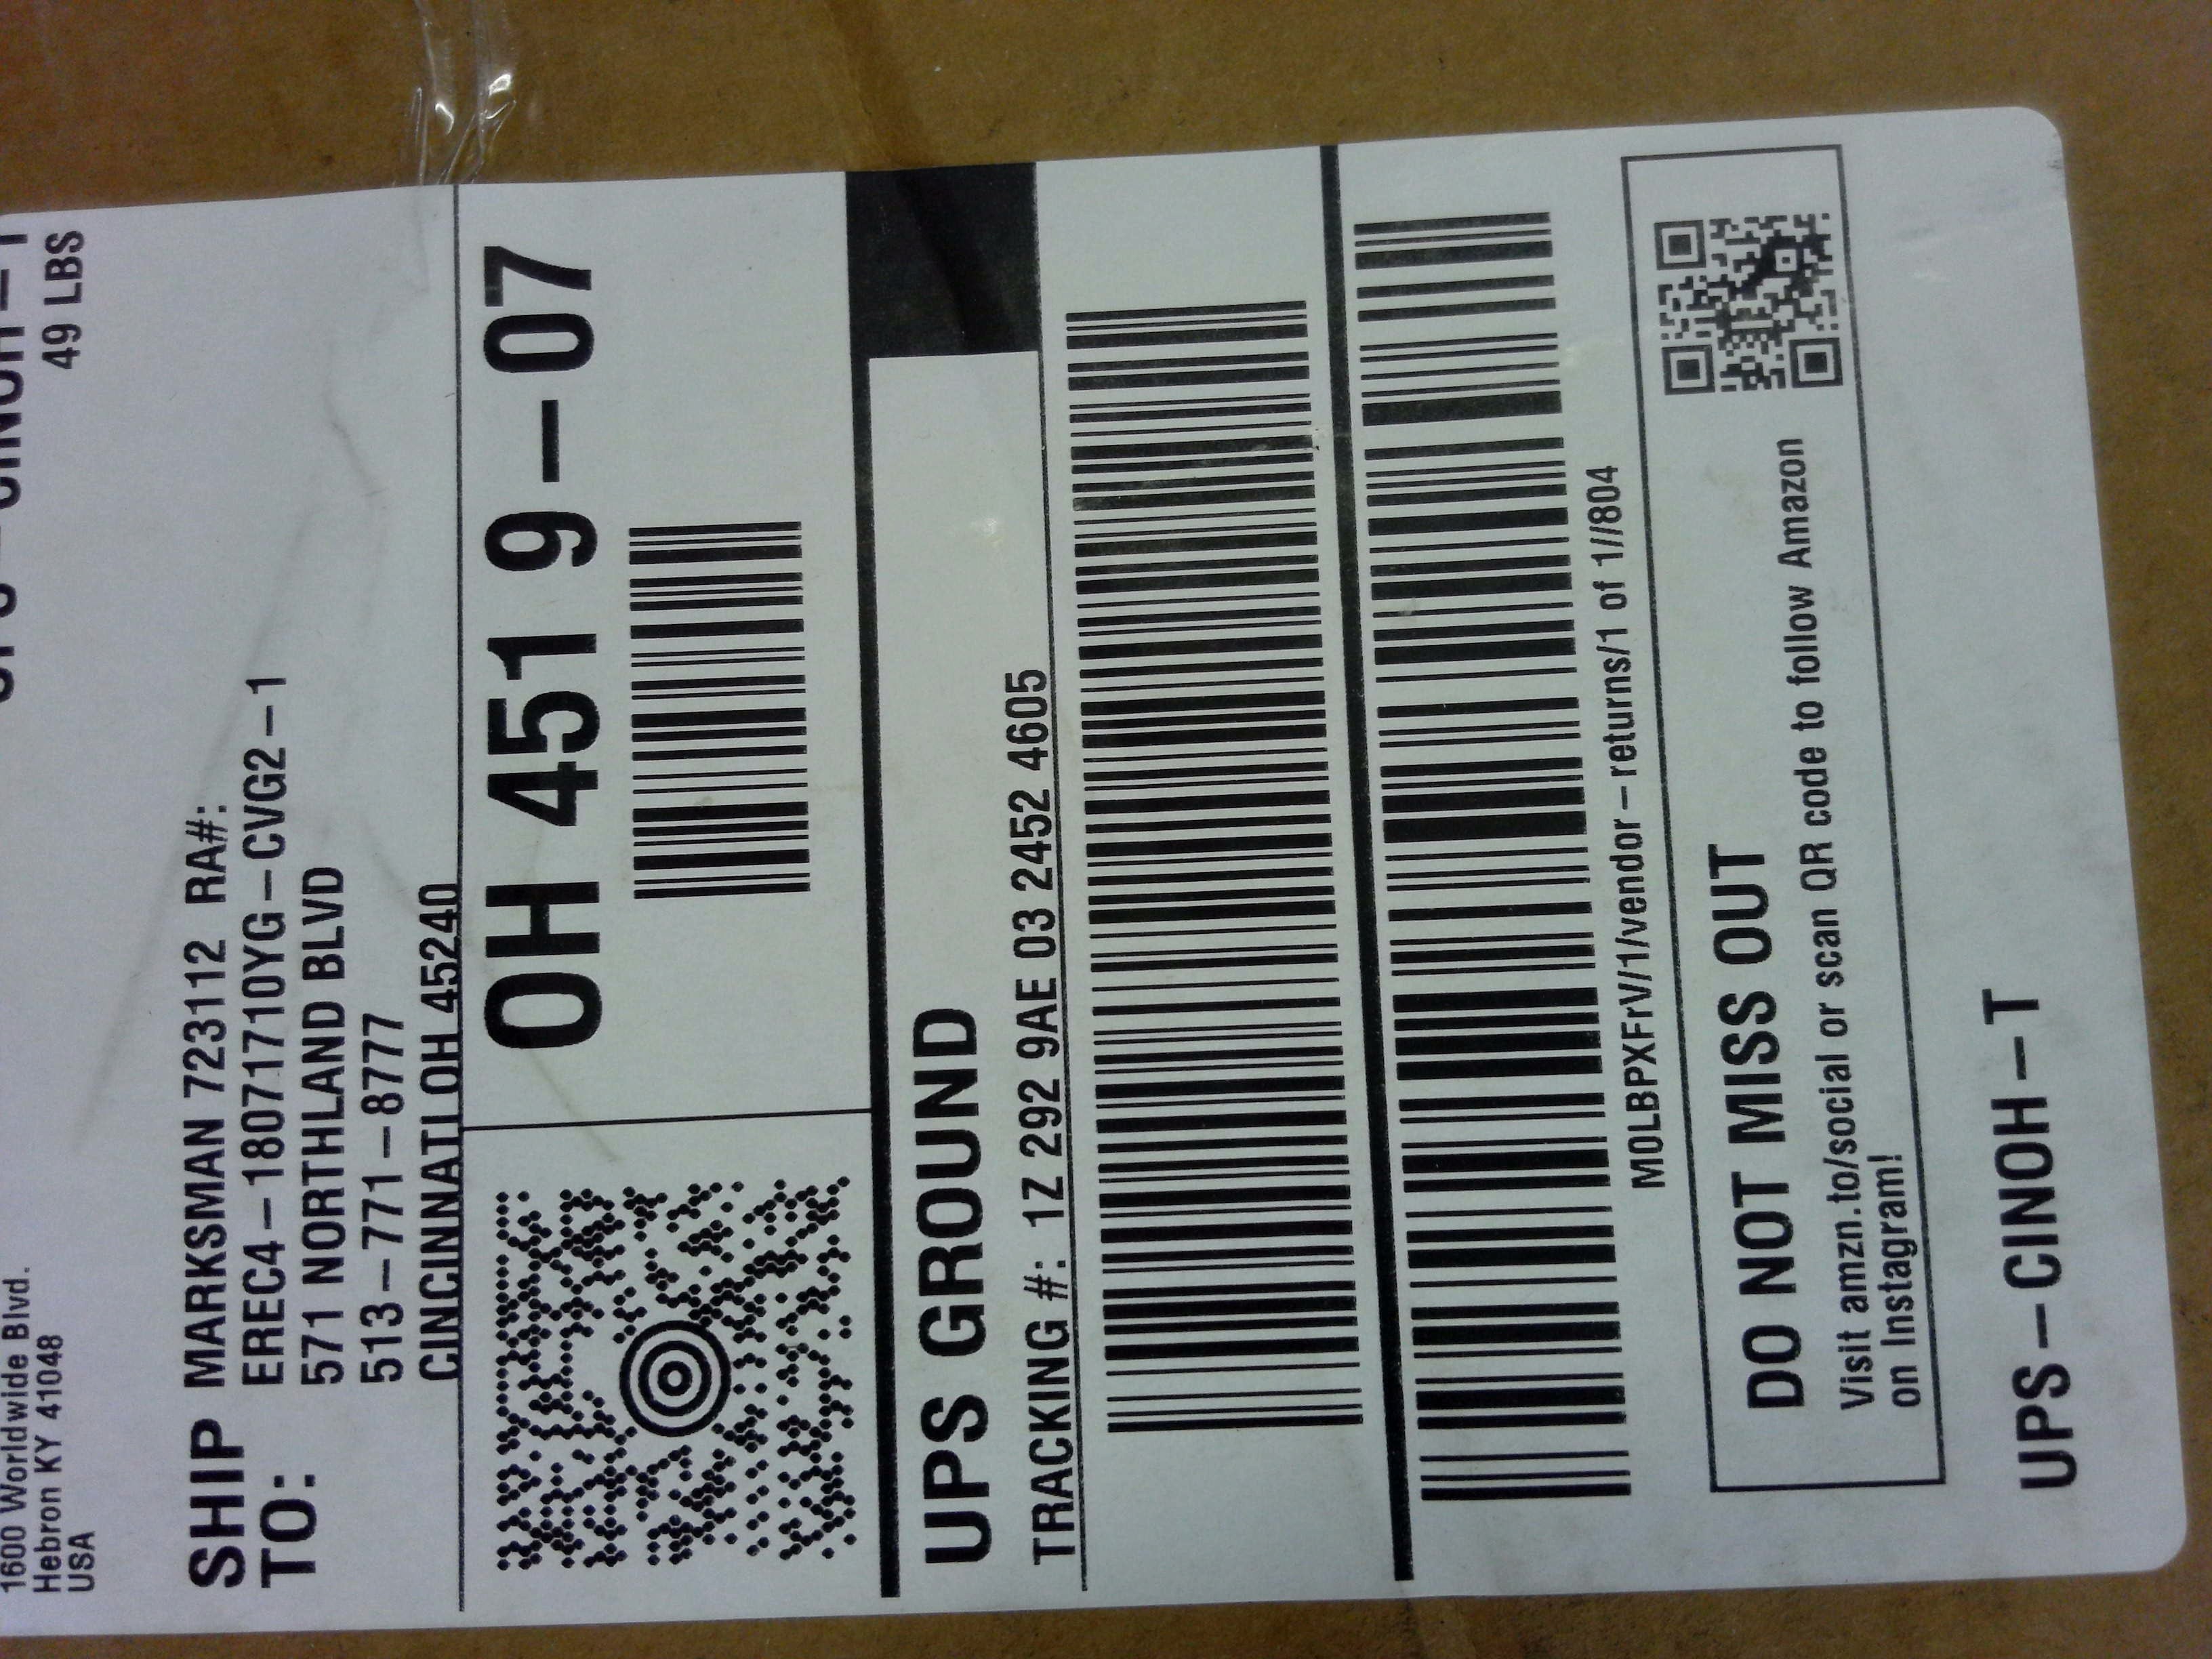 49 LBS
1600 Worldwide Blvd.
Hebron KY 41048
USA
SHIP TO:
MARKSMAN 723112 RA#:
EREC4-18071710YG-CVG2-1
571 NORTHLAND BLVD
513-771-8777
CINCINNATI OH 45240
OH 451 9-07
UPS GROUND
TRACKING #: 1Z 292 9AE 03 2452 4605
MOLBPXFrV/1/vendor-returns/1 of 1//804
DO NOT MISS OUT
Visit amzn.to/social or scan QR code to follow Amazon
on Instagram!
UPS-CINOH-T